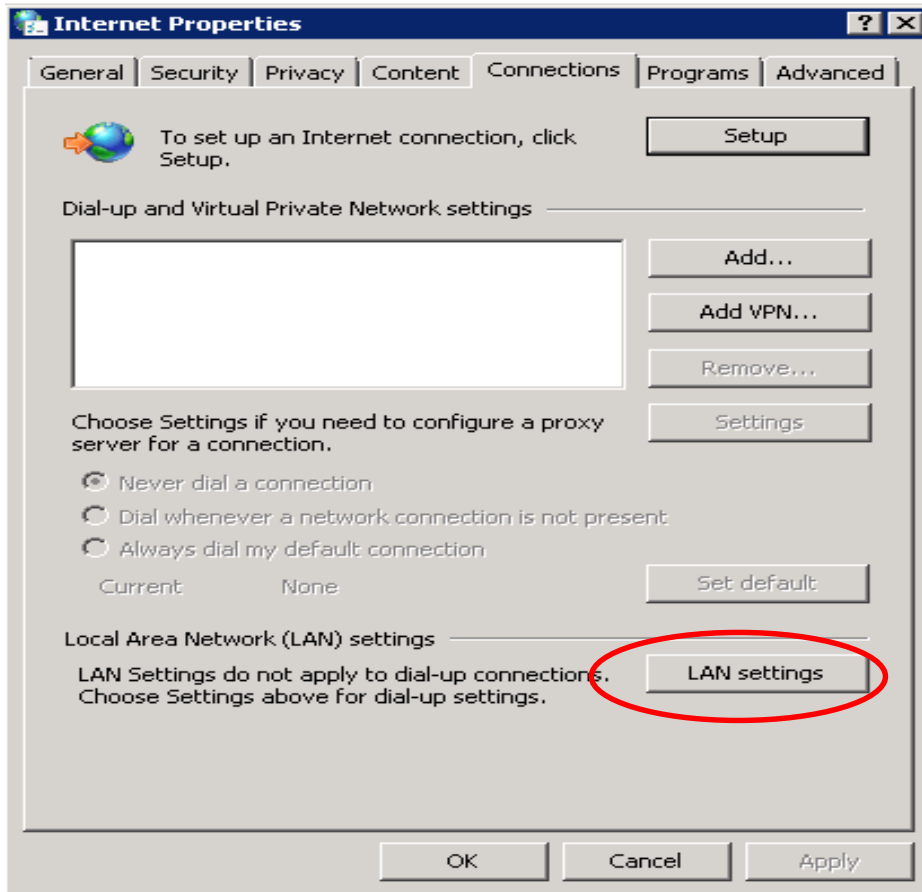 Internet Properties
General Security Privacy Content Connections Programs Advanced
To set up an Internet connection, click
Setup.
Setup
Dial-up and Virtual Private Network settings
Add...
Add VPN...
Remove...
Choose Settings if you need to configure a proxy
server for a connection.
Settings
Never dial a connection
Dial whenever a network connection is not present
Always dial my default connection
Current None
Set default
Local Area Network (LAN) settings
LAN Settings do not apply to dial-up connections.
Choose Settings above for dial-up settings.
LAN settings
OK Cancel Apply